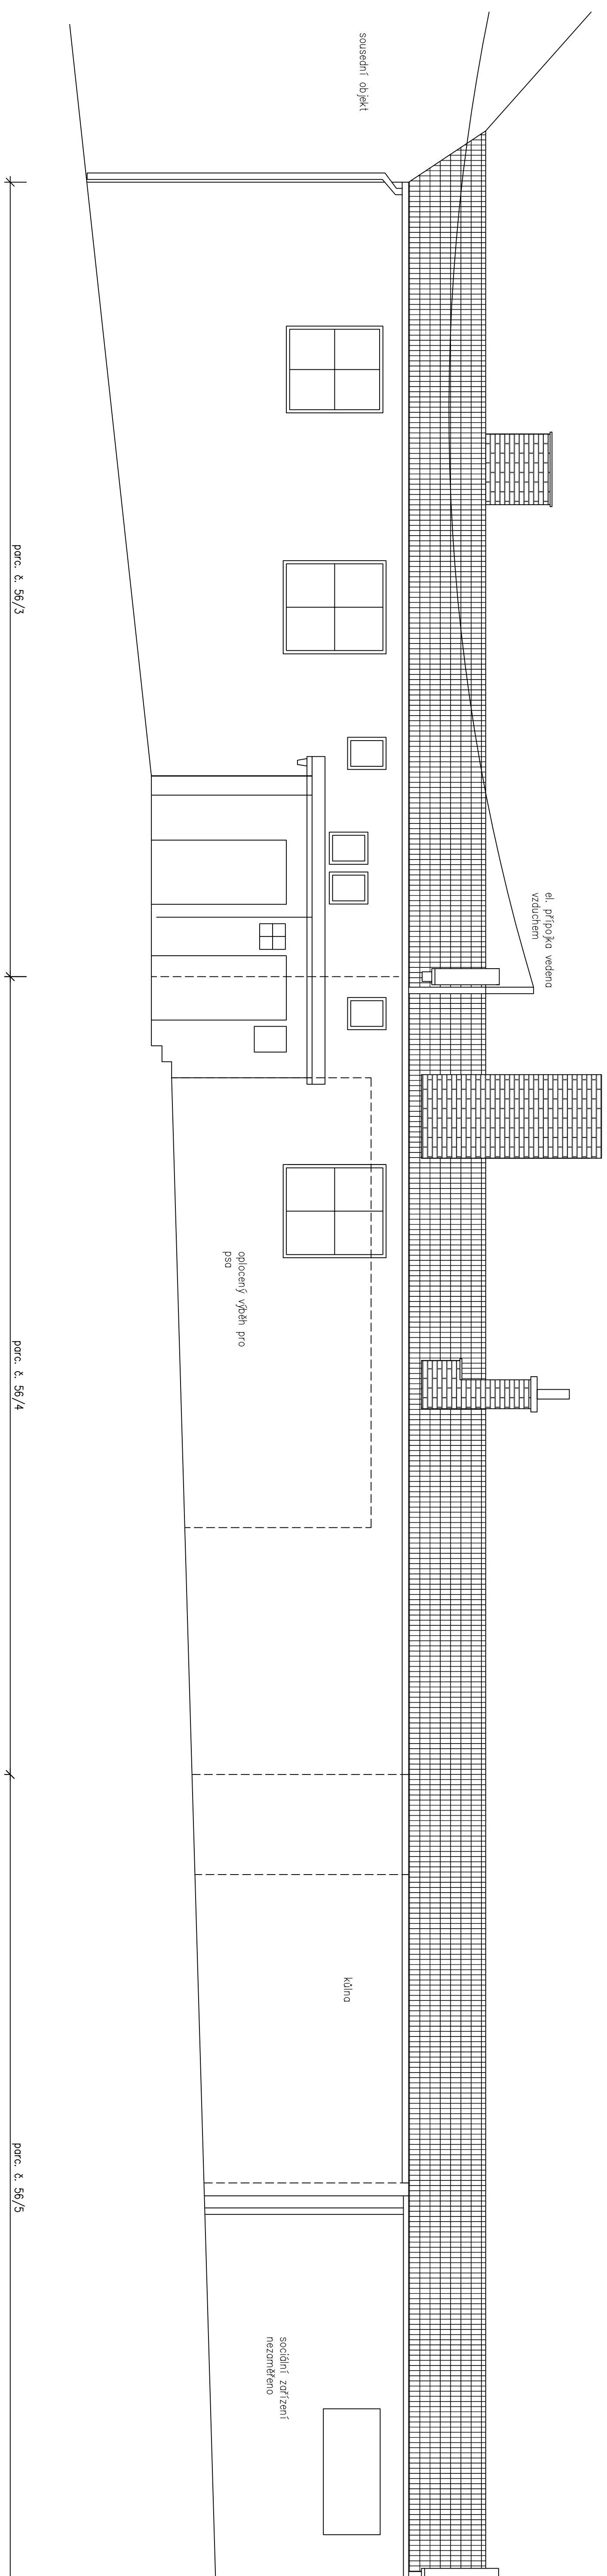 sousední objekt
el. přípojka vedena
vzduchem
oplocený výběh pro
psa
kůlna
sociální zařízení
nezaměřeno
parc. č. 56/3
parc. č. 56/4
parc. č. 56/5